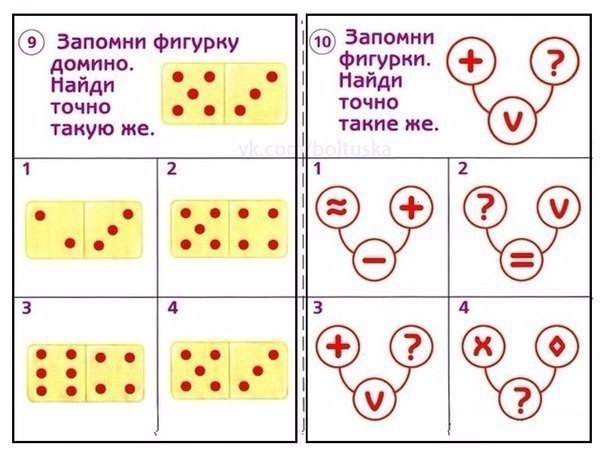 9 Запомни фигурку
домино.
Найди
точно
такую же.
1
2
3
4
10 Запомни
фигурки.
Найди
точно
такие же.
+ ?
v
1
≈ +
−
2
? v
=
3
+ ?
v
4
x ◊
?
vk.com/boltuska